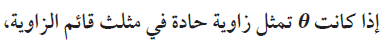 إذا كانت θ تمثل زاوية حادة في مثلث قائم الزاوية،